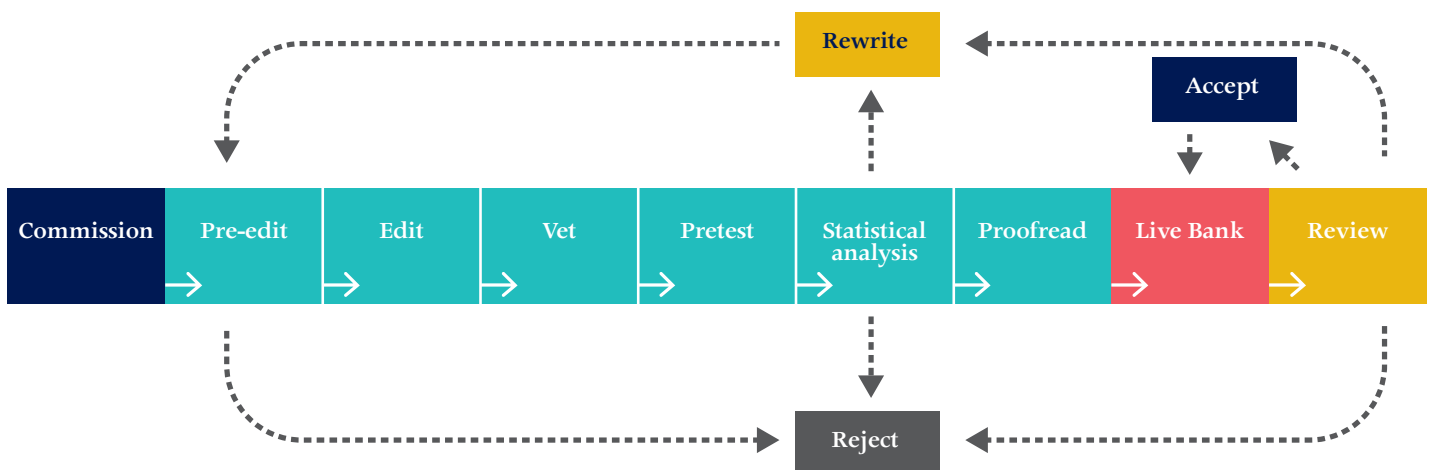 Rewrite
Accept
Commission
Pre-edit
Edit
Vet
Pretest
Statistical
analysis
Proofread
Live Bank
Review
Reject